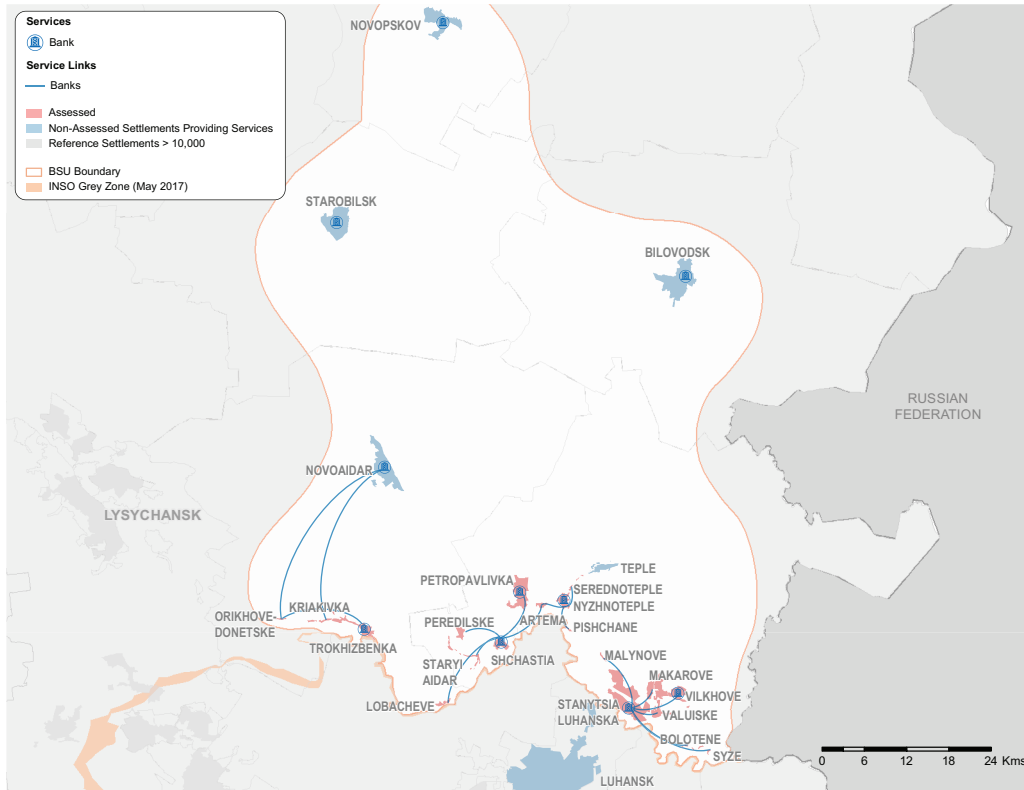 Services
Bank
Service Links
Banks
Assessed
Non-Assessed Settlements Providing Services
Reference Settlements > 10,000
BSU Boundary
INSO Grey Zone (May 2017)
NOVOPSKOV
STAROBILSK
BILOVODSK
RUSSIAN
FEDERATION
NOVOAIDAR
LYSYCHANSK
TEPLE
PETROPAVLIVKA
SEREDNOTEPLE
NYZHNOTEPLE
KRIAKIVKA
ORIKHOVE-
DONETSKE
PEREDILSKE
ARTEMA
PISHCHANE
TROKHIZBENKA
SHCHASTIA
STARYI
AIDAR
MALYNOVE
MAKAROVE
LOBACHEVE
STANYTSIA
LUHANSKA
VILKHOVE
VALUISKE
BOLOTENE
SYZE
LUHANSK
0 6 12 18 24 Kms